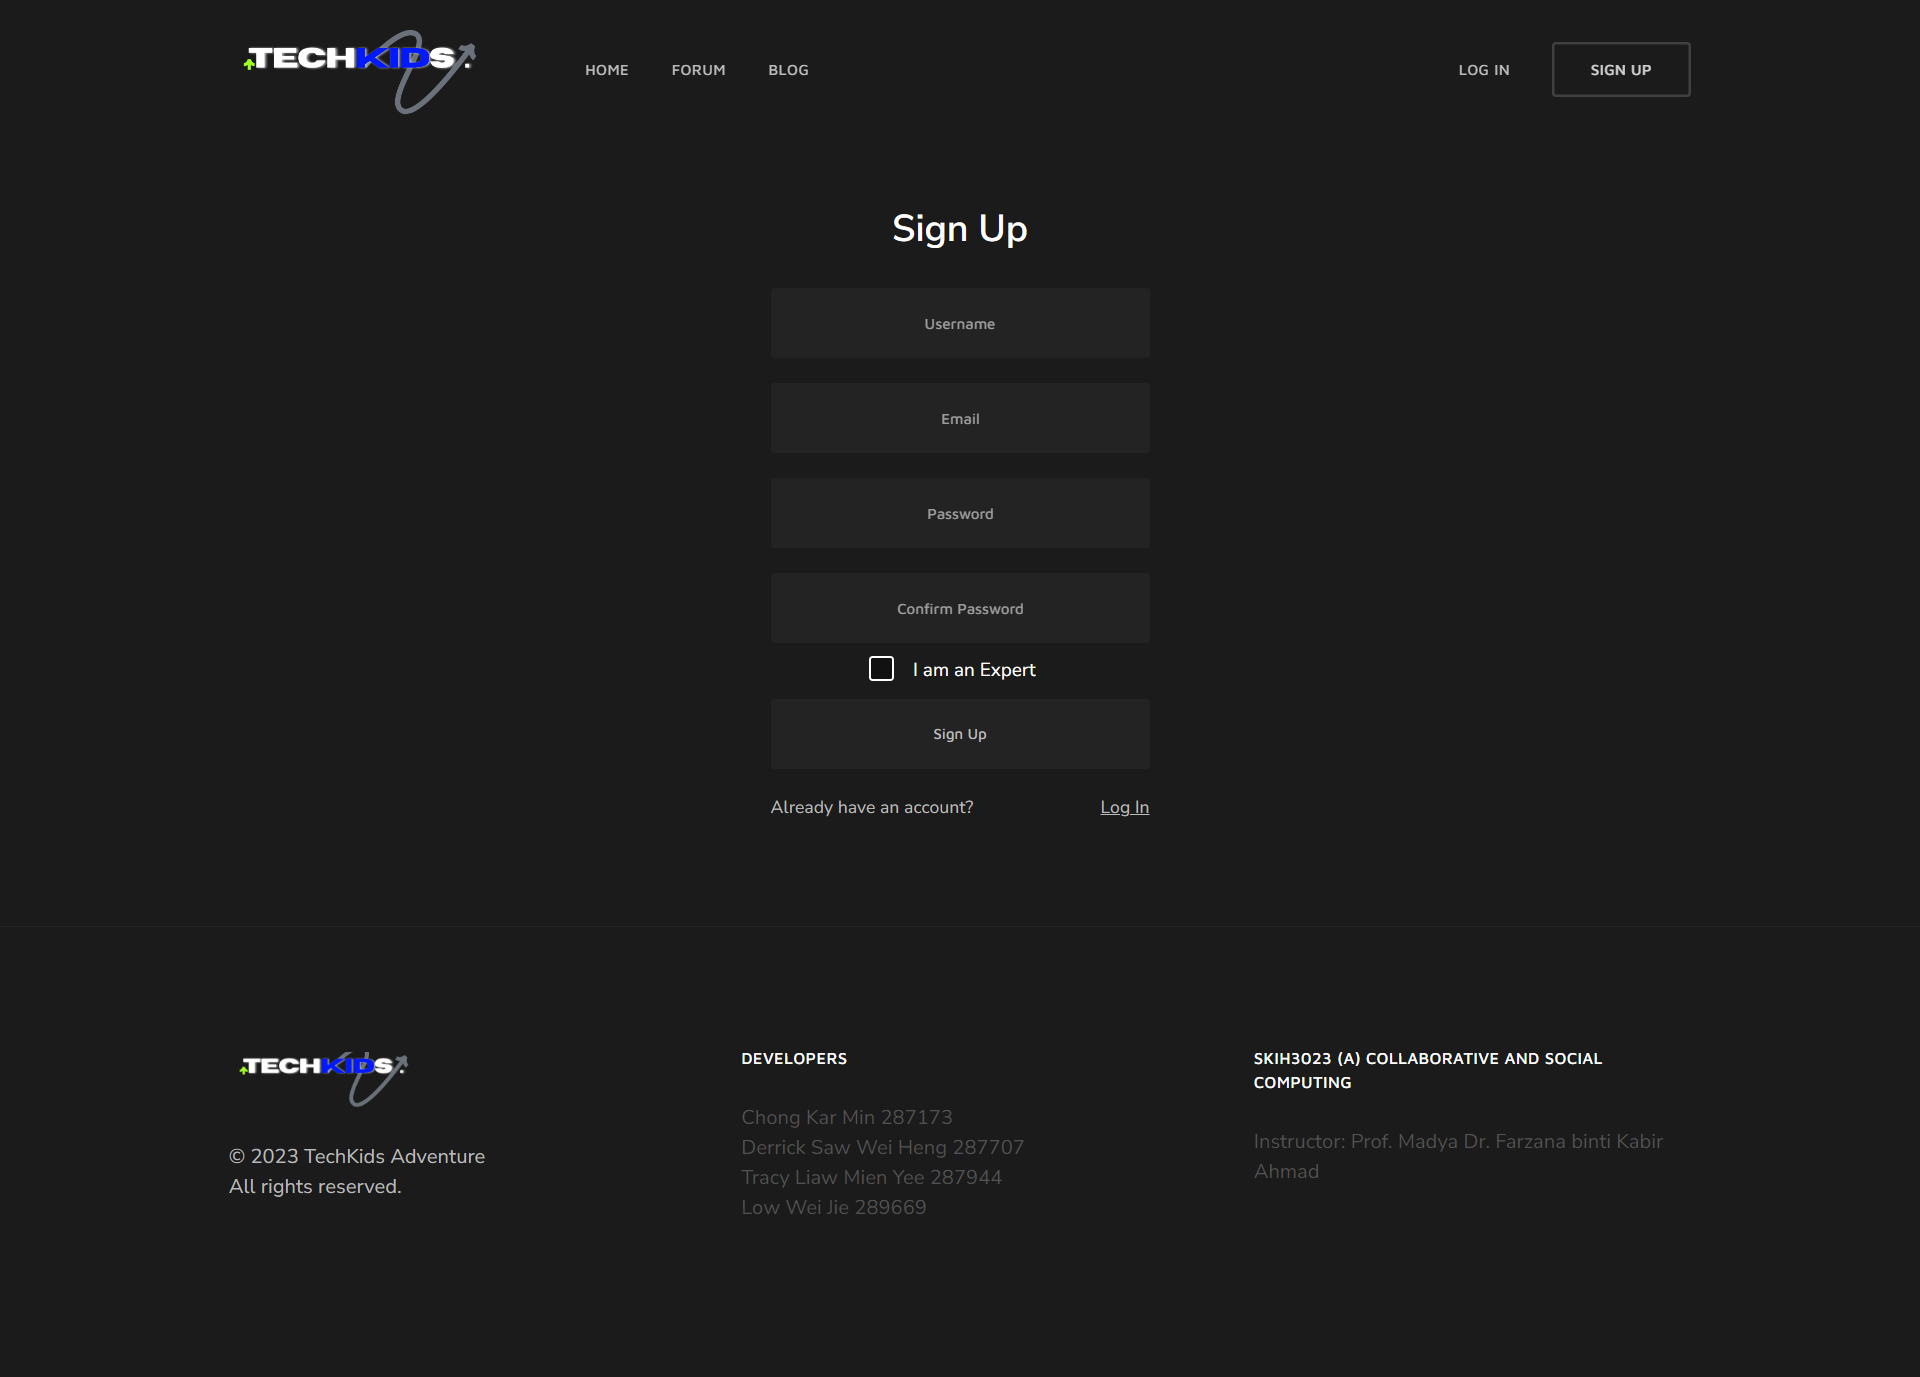 TECHKIDS.
HOME
FORUM
BLOG
LOG IN
SIGN UP
Sign Up
Username
Email
Password
Confirm Password
I am an Expert
Sign Up
Already have an account?
Log In
TECHKIDS.
© 2023 TechKids Adventure
All rights reserved.
DEVELOPERS
Chong Kar Min 287173
Derrick Saw Wei Heng 287707
Tracy Liaw Mien Yee 287944
Low Wei Jie 289669
SKIH3023 (A) COLLABORATIVE AND SOCIAL
COMPUTING
Instructor: Prof. Madya Dr. Farzana binti Kabir
Ahmad